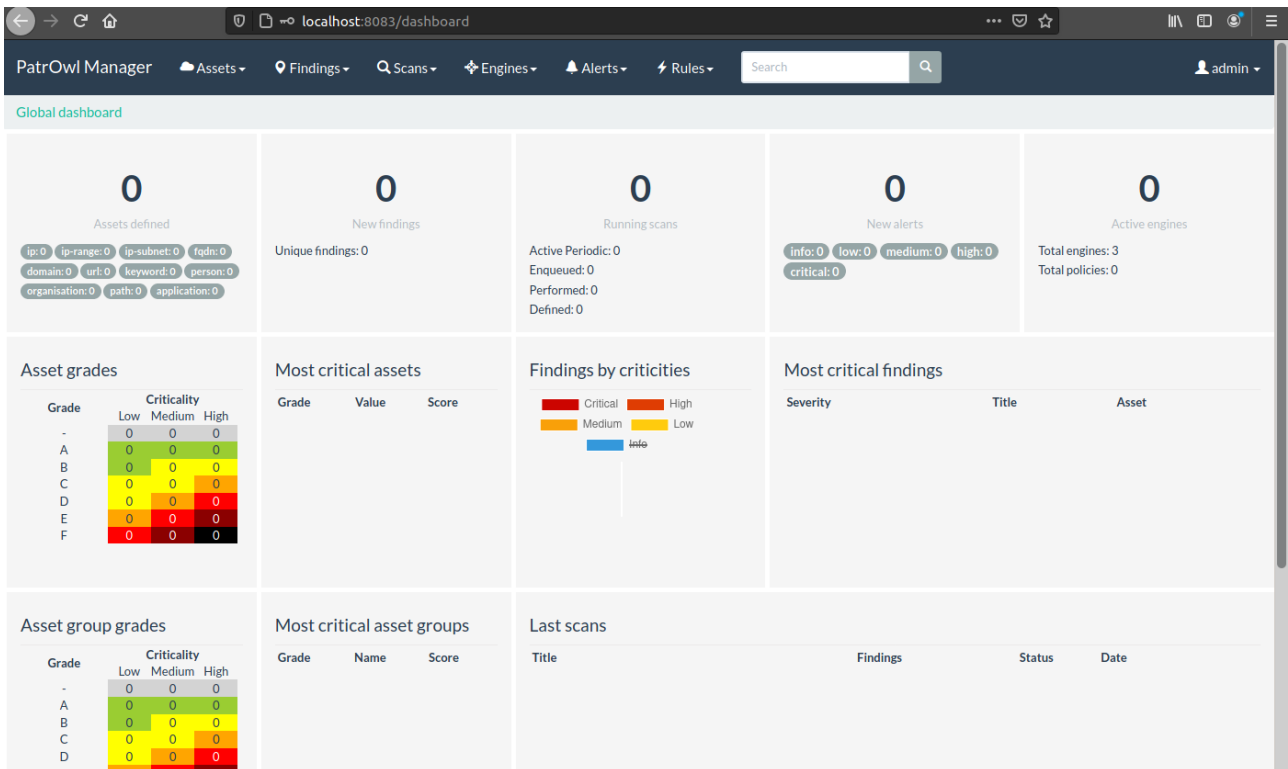 localhost:8083/dashboard
PatrOwl Manager Assets Findings Scans Engines Alerts Rules Search admin
Global dashboard
0
Assets defined
ip: 0 ip-range: 0 ip-subnet: 0 fqdn: 0
domain: 0 url: 0 keyword: 0 person: 0
organisation: 0 path: 0 application: 0
0
New findings
Unique findings: 0
0
Running scans
Active Periodic: 0
Enqueued: 0
Performed: 0
Defined: 0
0
New alerts
info: 0 low: 0 medium: 0 high: 0
critical: 0
0
Active engines
Total engines: 3
Total policies: 0
Asset grades
Grade Criticality
Low Medium High
- 0 0 0
A 0 0 0
B 0 0 0
C 0 0 0
D 0 0 0
E 0 0 0
F 0 0 0
Most critical assets
Grade Value Score
Findings by criticities
Critical High
Medium Low
Info
Most critical findings
Severity Title Asset
Asset group grades
Grade Criticality
Low Medium High
- 0 0 0
A 0 0 0
B 0 0 0
C 0 0 0
D 0 0 0
Most critical asset groups
Grade Name Score
Last scans
Title Findings Status Date